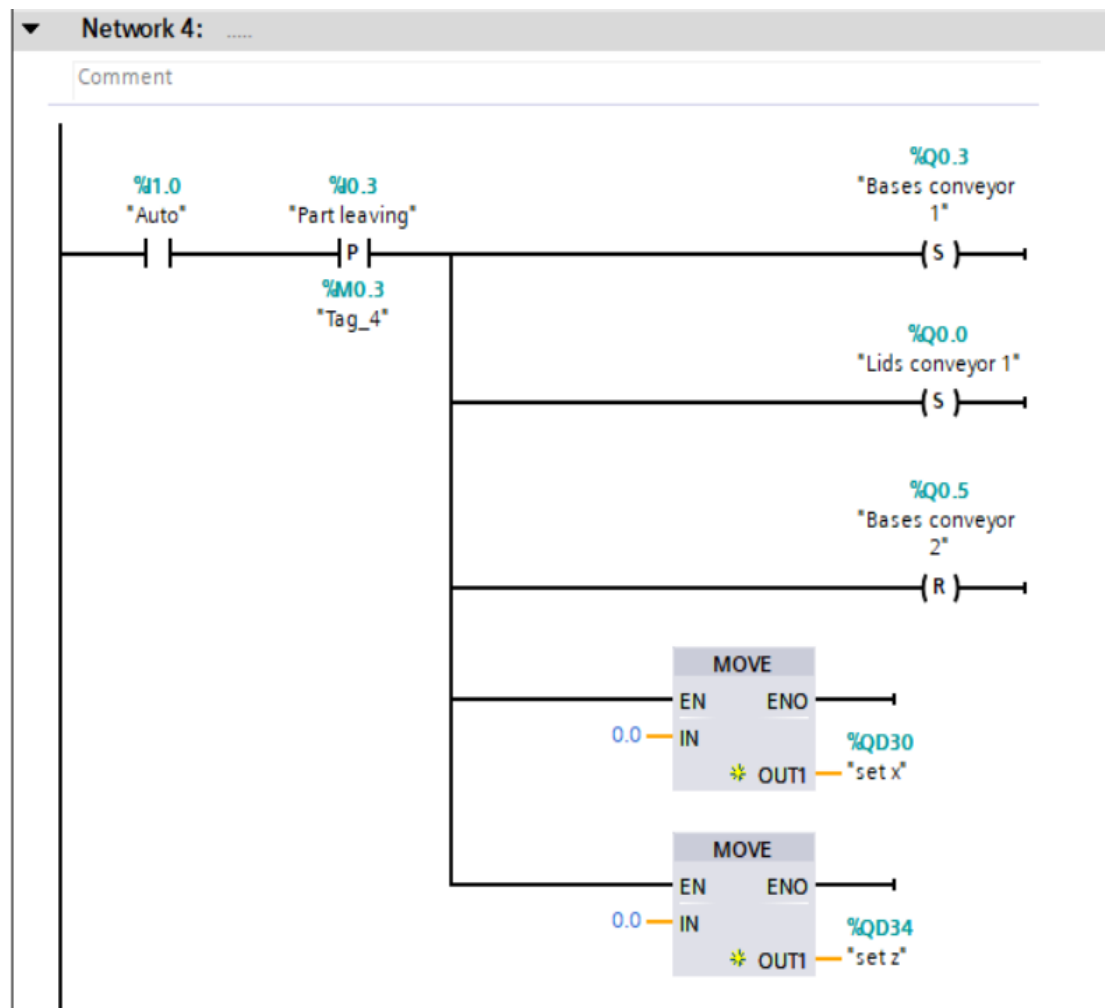 Network 4: .....
Comment
%I1.0
"Auto"
%I0.3
"Part leaving"
P
%M0.3
"Tag_4"
%Q0.3
"Bases conveyor
1"
S
%Q0.0
"Lids conveyor 1"
S
%Q0.5
"Bases conveyor
2"
R
MOVE
EN ENO
0.0 IN
%QD30
OUT1 "set x"
MOVE
EN ENO
0.0 IN
%QD34
OUT1 "set z"